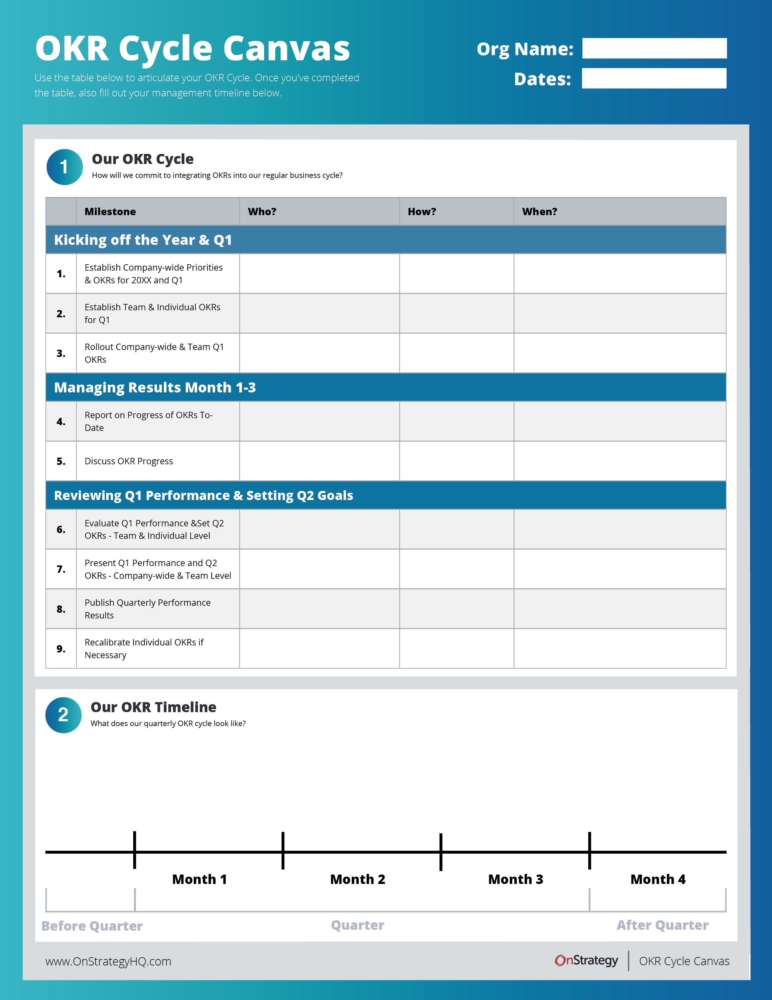 OKR Cycle Canvas
Use the table below to articulate your OKR Cycle. Once you've completed
the table, also fill out your management timeline below.
Org Name:
Dates:
1
Our OKR Cycle
How will we commit to integrating OKRs into our regular business cycle?
Milestone Who? How? When?
Kicking off the Year & Q1
1. Establish Company-wide Priorities
& OKRs for 20XX and Q1
2. Establish Team & Individual OKRs
for Q1
3. Rollout Company-wide & Team Q1
OKRs
Managing Results Month 1-3
4. Report on Progress of OKRs To-
Date
5. Discuss OKR Progress
Reviewing Q1 Performance & Setting Q2 Goals
6. Evaluate Q1 Performance &Set Q2
OKRs - Team & Individual Level
7. Present Q1 Performance and Q2
OKRs - Company-wide & Team Level
8. Publish Quarterly Performance
Results
9. Recalibrate Individual OKRs if
Necessary
2
Our OKR Timeline
What does our quarterly OKR cycle look like?
Month 1 Month 2 Month 3 Month 4
Before Quarter Quarter After Quarter
www.OnStrategyHQ.com OnStrategy OKR Cycle Canvas